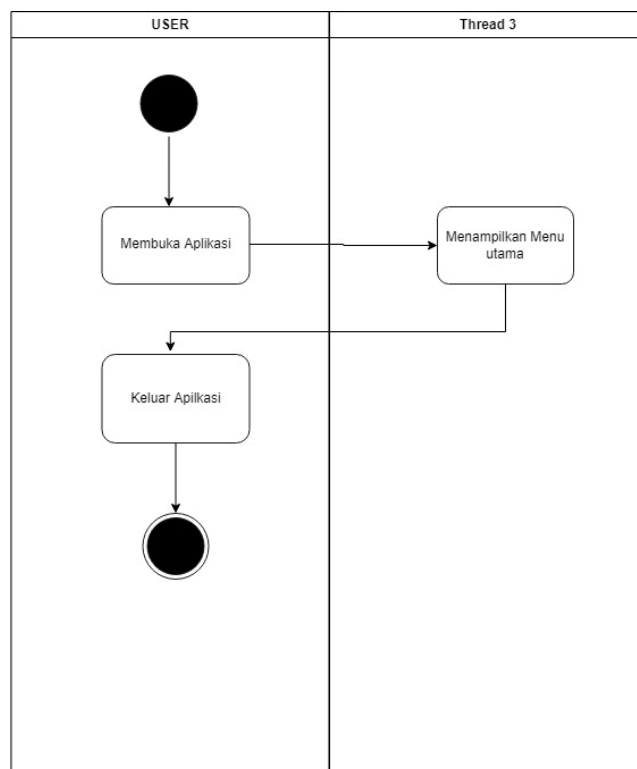 USER
Thread 3
Membuka Aplikasi
Menampilkan Menu
utama
Keluar Apilkasi